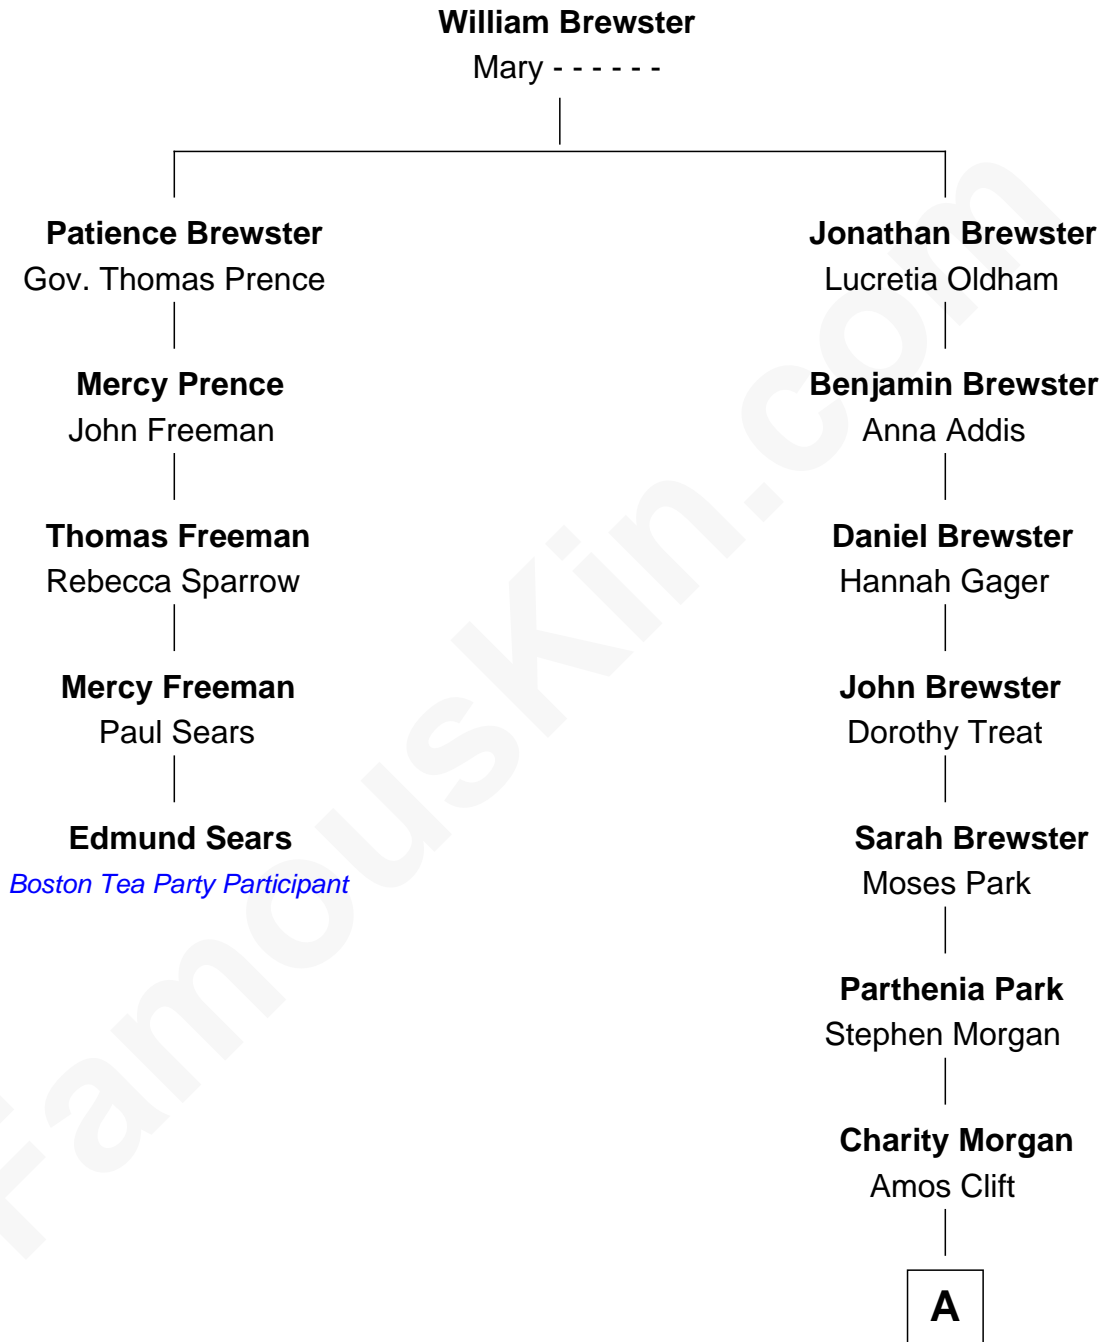 William Brewster
Mary - - - - - -
Patience Brewster
Gov. Thomas Prence
Jonathan Brewster
Lucretia Oldham
Mercy Prence
John Freeman
Benjamin Brewster
Anna Addis
Thomas Freeman
Rebecca Sparrow
Daniel Brewster
Hannah Gager
Mercy Freeman
Paul Sears
John Brewster
Dorothy Treat
Edmund Sears
Boston Tea Party Participant
Sarah Brewster
Moses Park
Parthenia Park
Stephen Morgan
Charity Morgan
Amos Clift
A
FamousKin.com